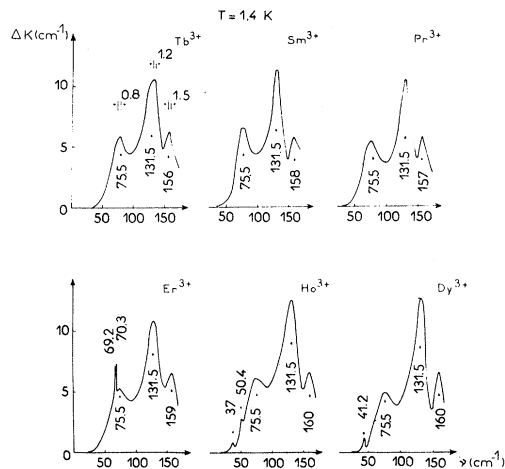 T = 1.4 K
ΔK (cm⁻¹)
Tb³⁺
Sm³⁺
Pr³⁺
1.2
0.8
1.5
10
5
0
75.5
131.5
156
75.5
131.5
158
75.5
131.5
157
50 100 150
50 100 150
50 100 150
Er³⁺
Ho³⁺
Dy³⁺
10
5
0
69.2
70.3
75.5
131.5
159
37
50.4
75.5
131.5
160
41.2
75.5
131.5
160
50 100 150
50 100 150
50 100 150
ν (cm⁻¹)